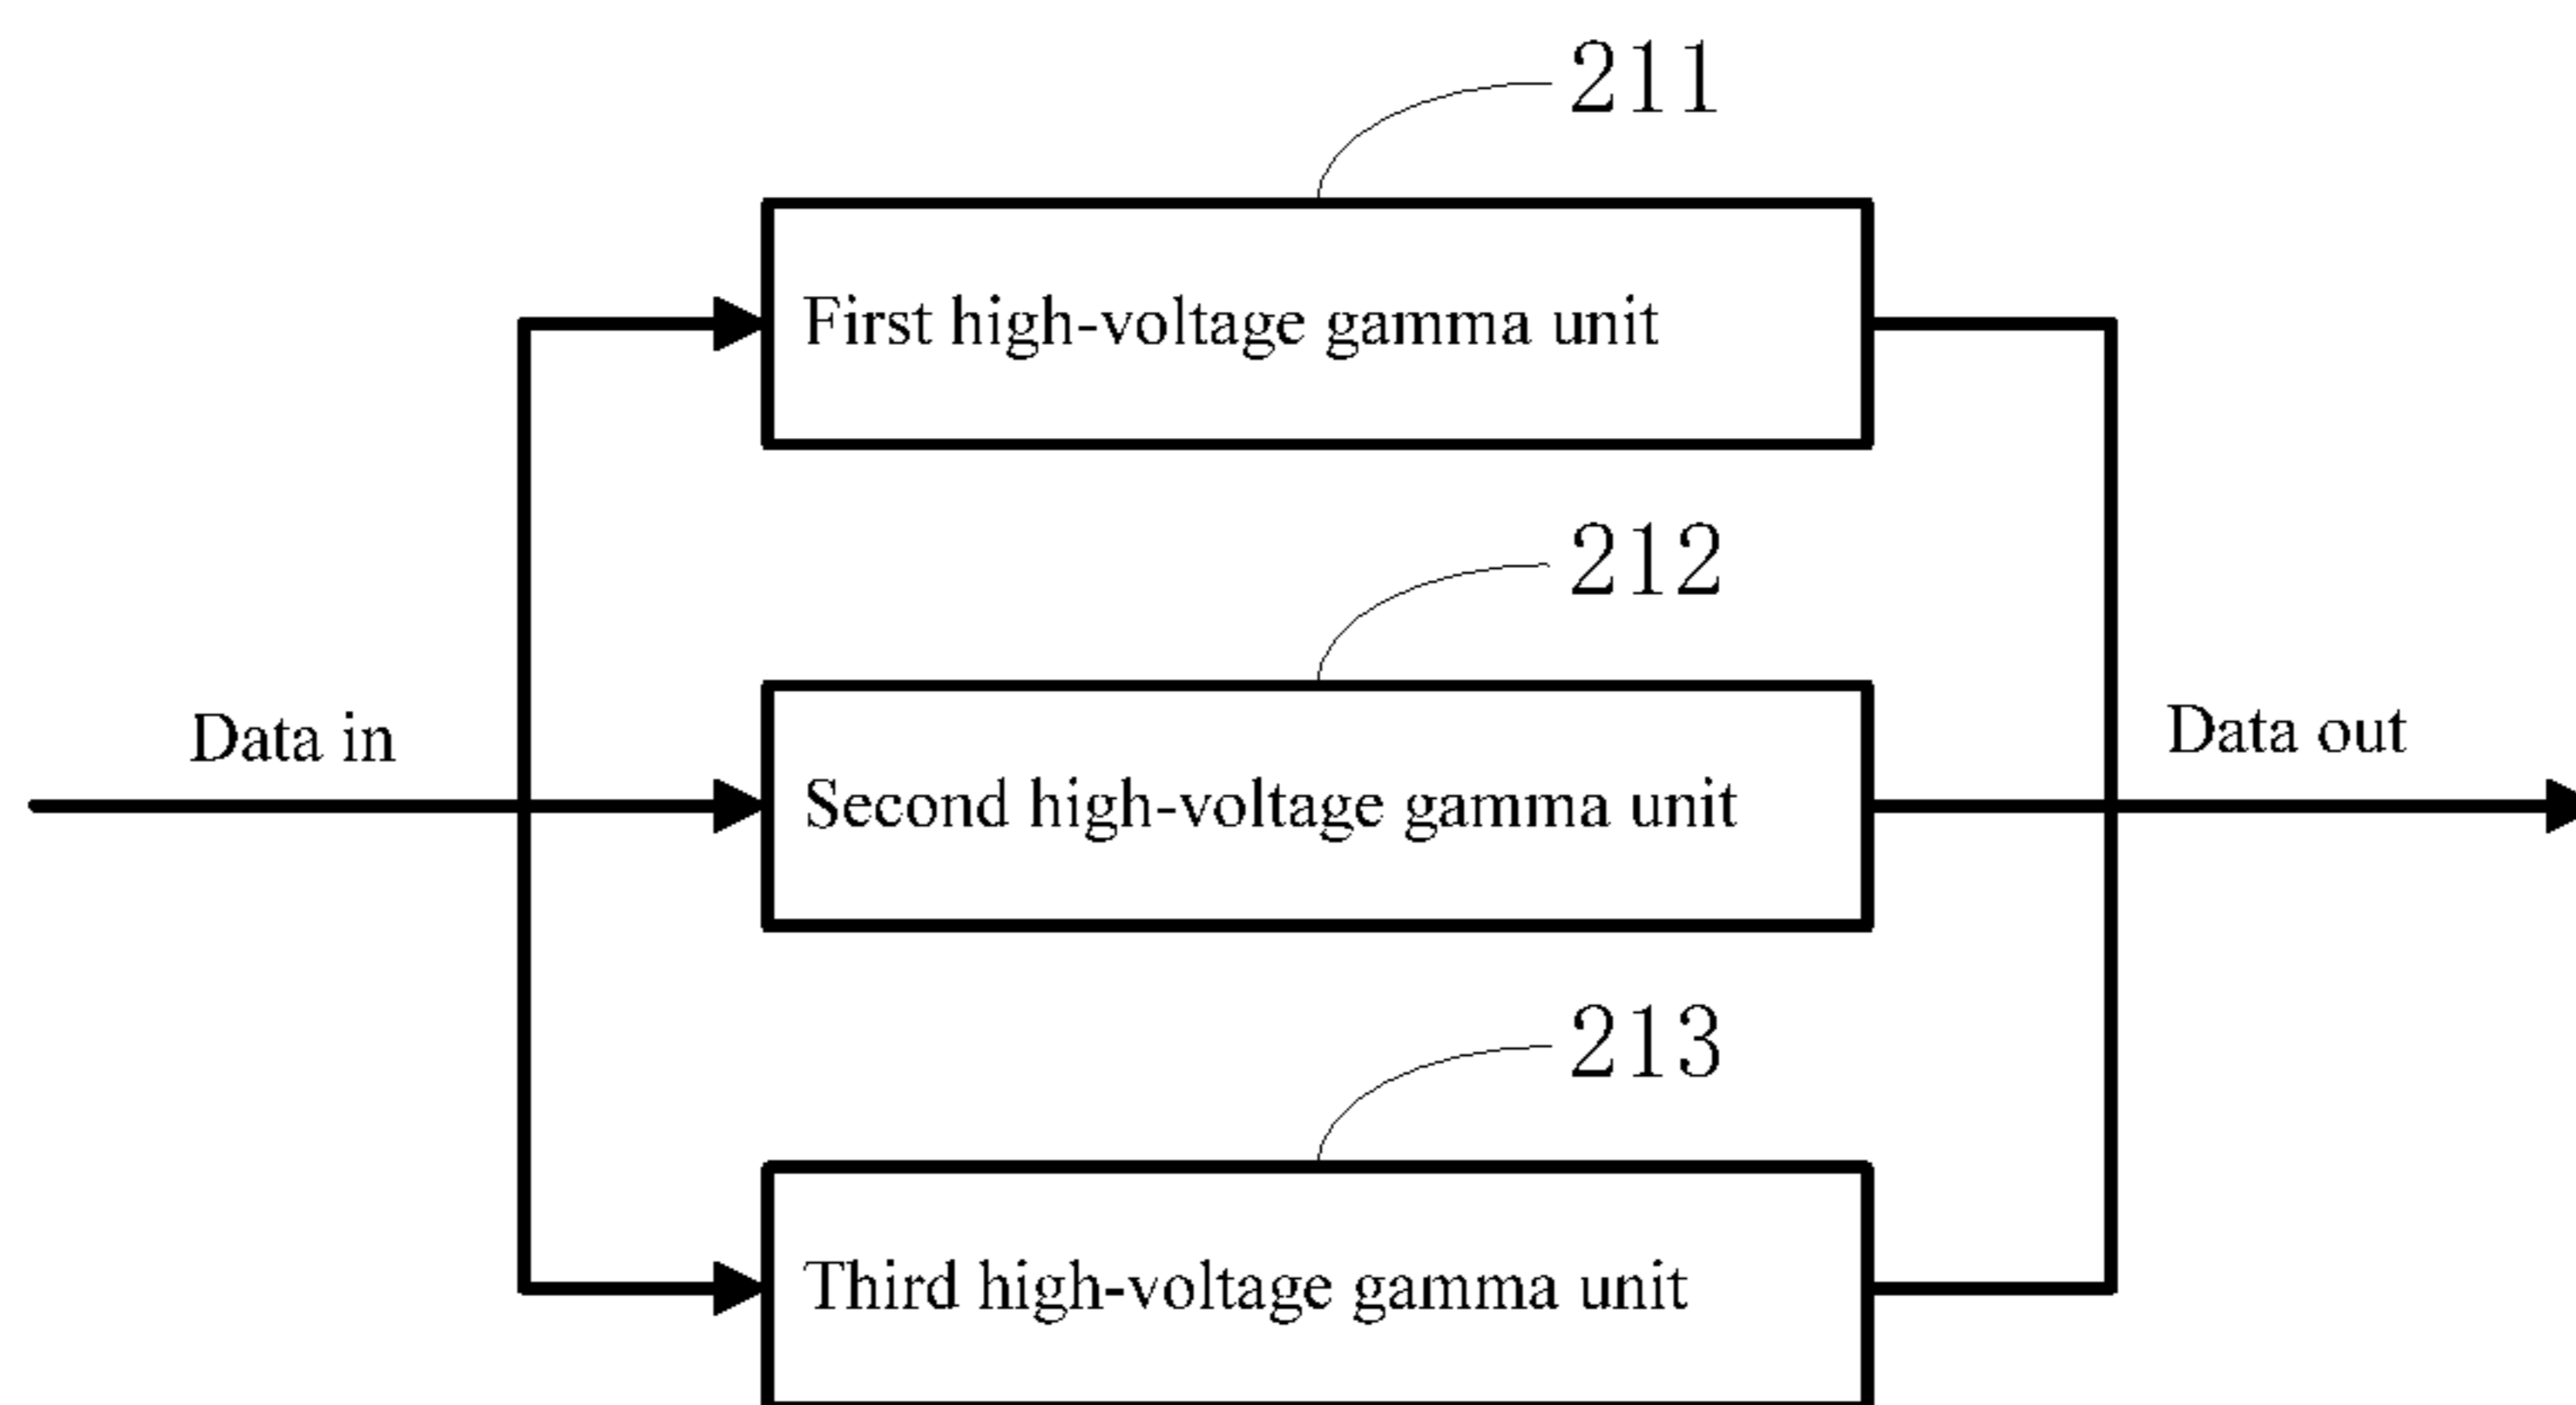 211
First high-voltage gamma unit
212
Data in
Second high-voltage gamma unit
Data out
213
Third high-voltage gamma unit